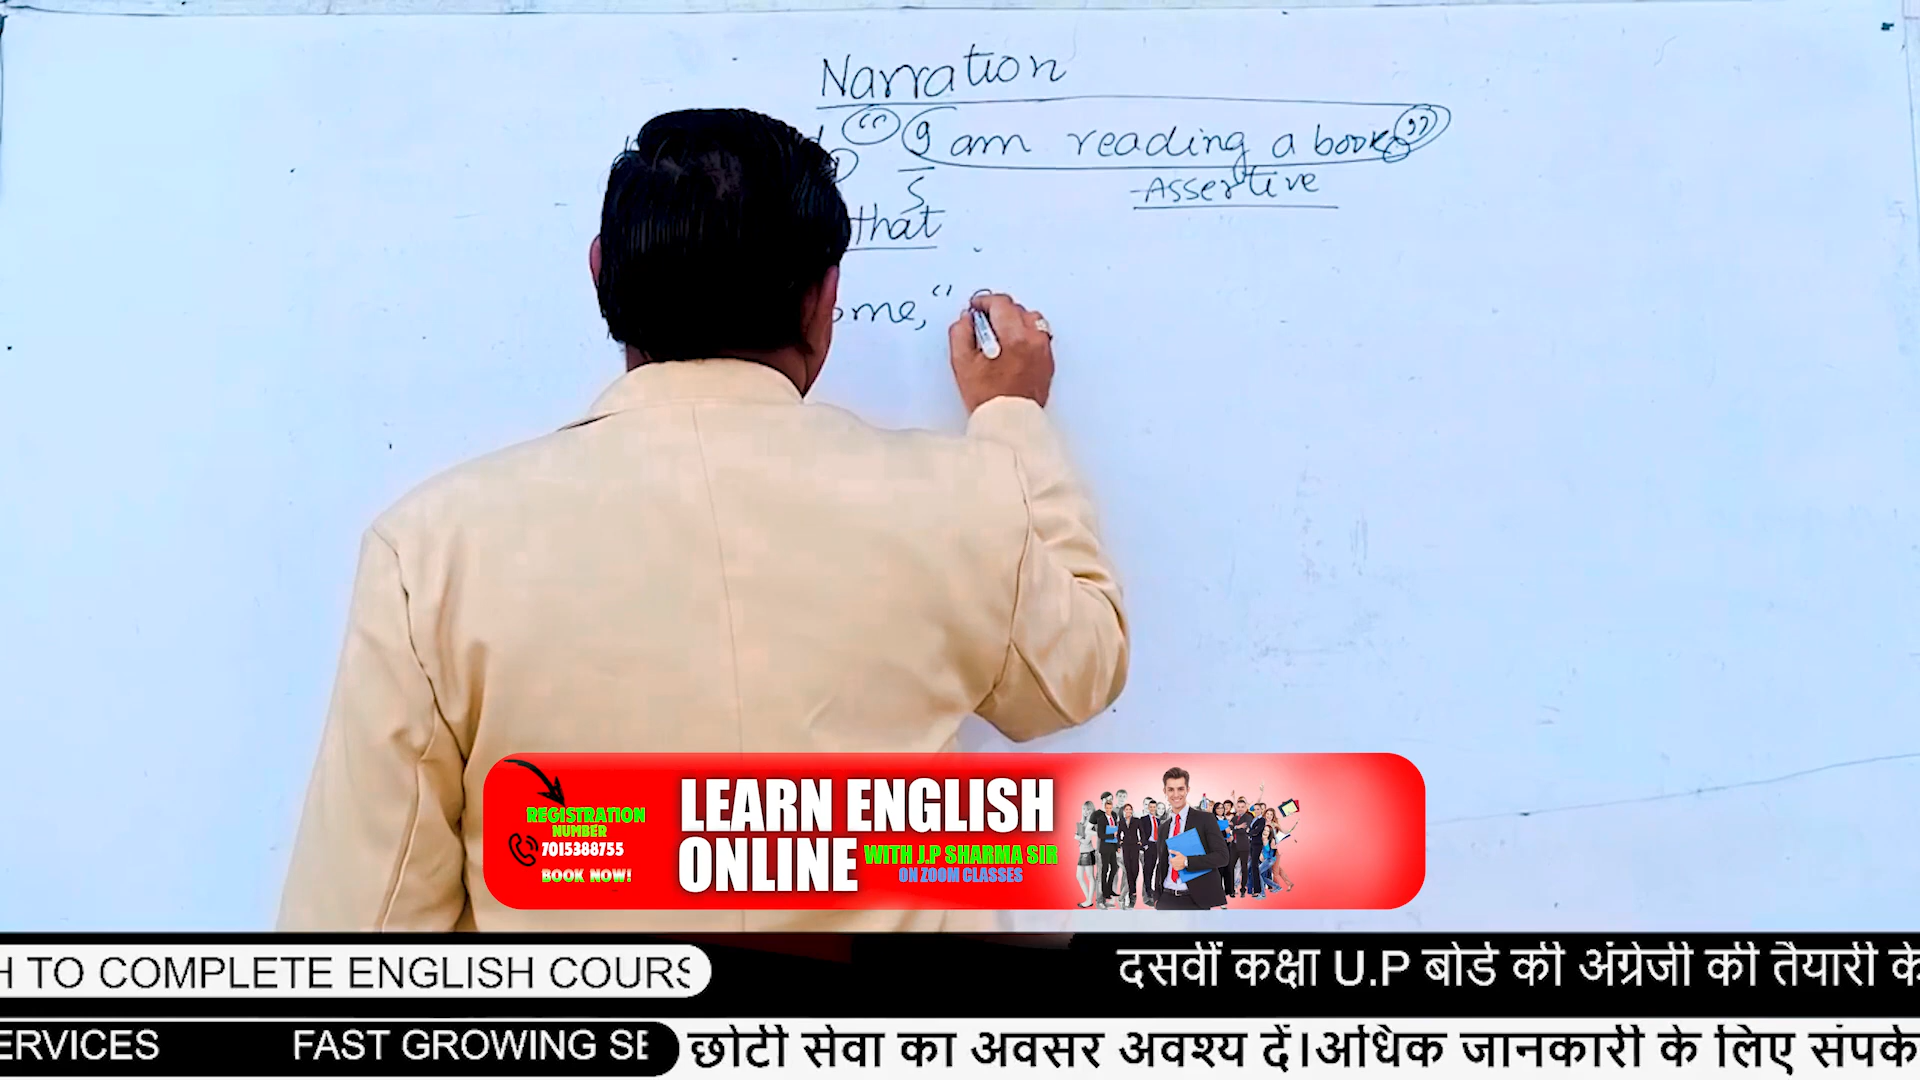 Narration
“ I am reading a book ”
S
Assertive
that
me, “
REGISTRATION
NUMBER
7015388755
BOOK NOW!
LEARN ENGLISH
ONLINE WITH J.P SHARMA SIR
ON ZOOM CLASSES
H TO COMPLETE ENGLISH COURS
दसवीं कक्षा U.P बोर्ड की अंग्रेजी की तैयारी के
ERVICES FAST GROWING SE
छोटी सेवा का अवसर अवश्य दें।अधिक जानकारी के लिए संपर्क